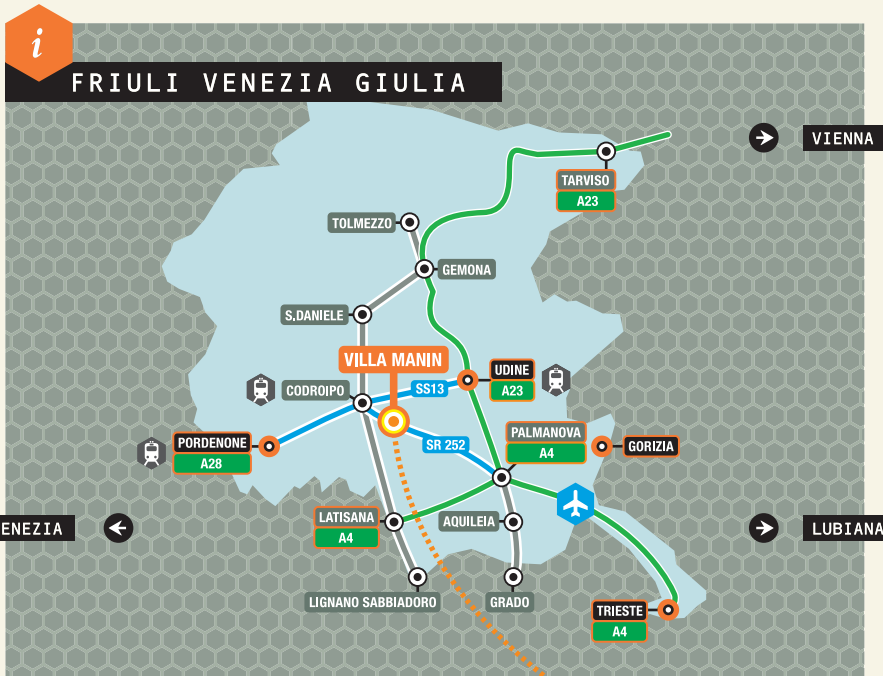 i
FRIULI VENEZIA GIULIA
VIENNA
TARVISO
A23
TOLMEZZO
GEMONA
S.DANIELE
VILLA MANIN
UDINE
A23
SS13
CODROIPO
PALMANOVA
A4
GORIZIA
PORDENONE
A28
SR 252
LATISANA
A4
AQUILEIA
ENEZIA
LUBIANA
LIGNANO SABBIADORO
GRADO
TRIESTE
A4